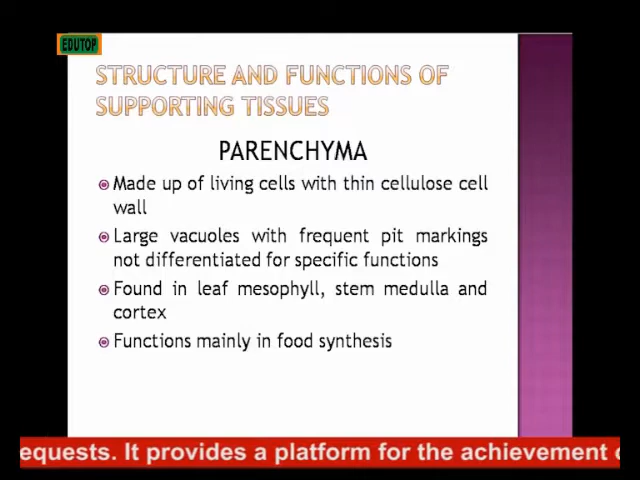 EDUTOP
STRUCTURE AND FUNCTIONS OF
SUPPORTING TISSUES
PARENCHYMA
Made up of living cells with thin cellulose cell
wall
Large vacuoles with frequent pit markings
not differentiated for specific functions
Found in leaf mesophyll, stem medulla and
cortex
Functions mainly in food synthesis
equests. It provides a platform for the achievement